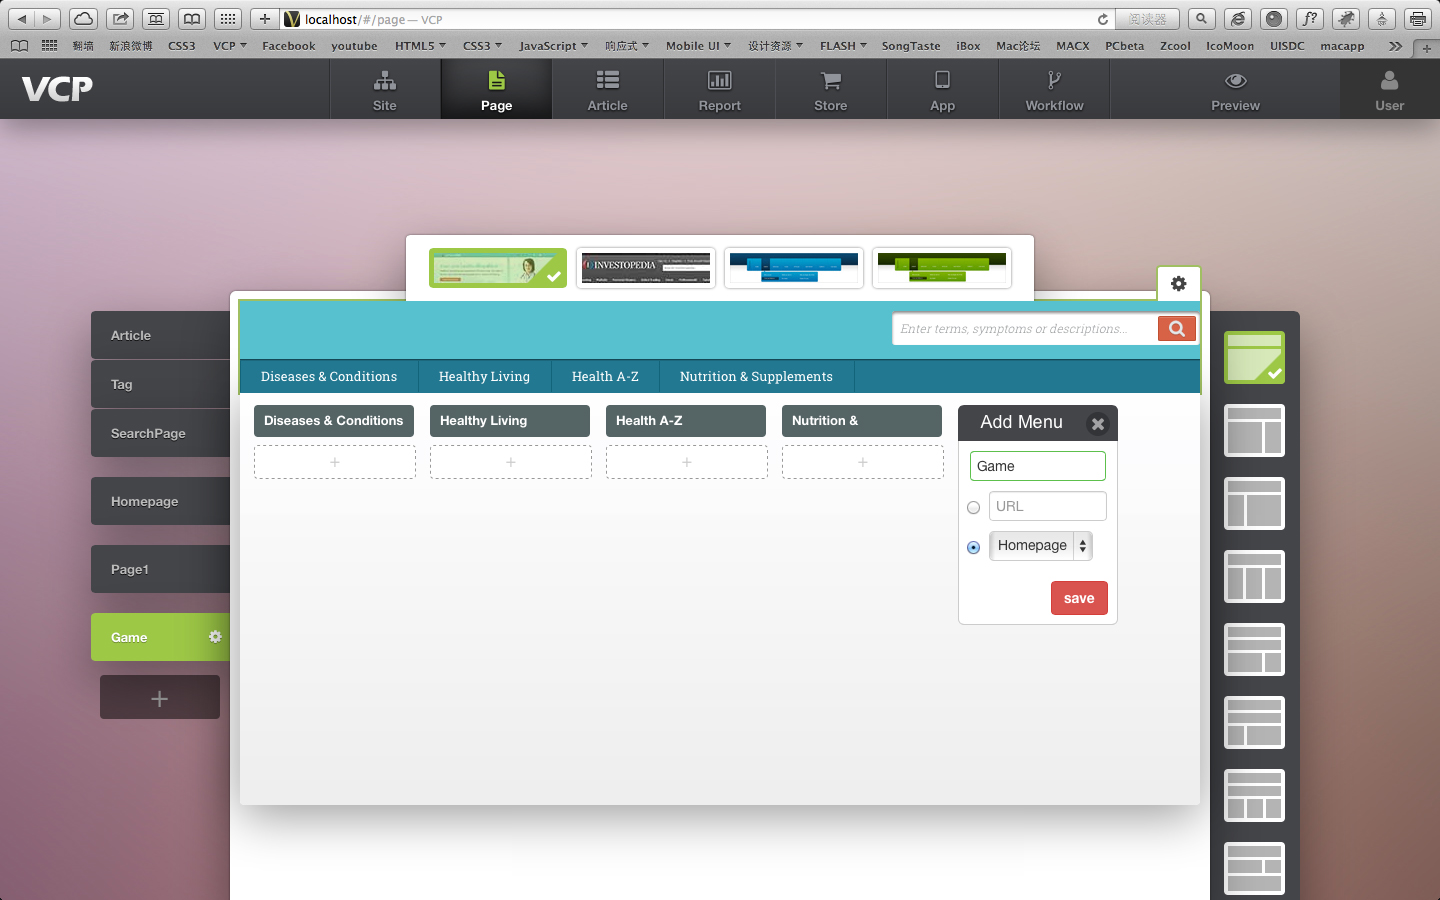 localhost/#/page — VCP
阅读器
翻墙 新浪微博 CSS3 VCP Facebook youtube HTML5 CSS3 JavaScript 响应式 Mobile UI 设计资源 FLASH SongTaste iBox Mac论坛 MACX PCbeta Zcool IcoMoon UISDC macapp
VCP
Site Page Article Report Store App Workflow Preview User
INVESTOPEDIA
Enter terms, symptoms or descriptions...
Diseases & Conditions Healthy Living Health A-Z Nutrition & Supplements
Article
Tag
SearchPage
Homepage
Page1
Game
Diseases & Conditions Healthy Living Health A-Z Nutrition &
Add Menu
Game
URL
Homepage
save